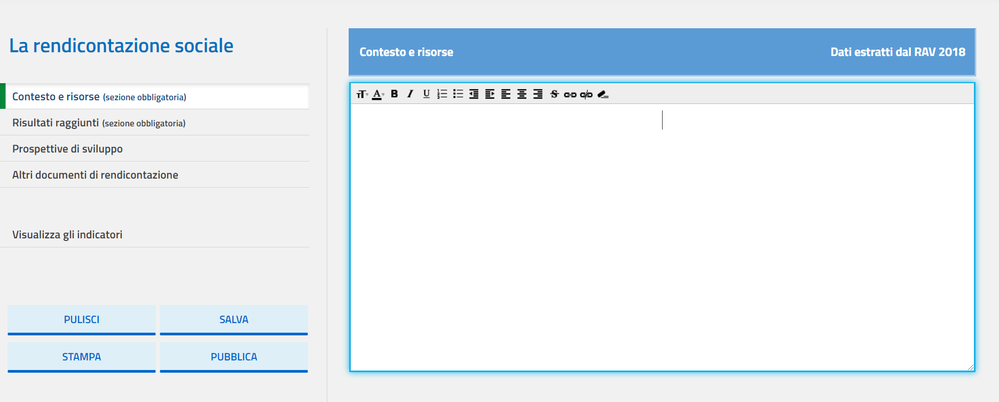 La rendicontazione sociale
Contesto e risorse (sezione obbligatoria)
Risultati raggiunti (sezione obbligatoria)
Prospettive di sviluppo
Altri documenti di rendicontazione
Visualizza gli indicatori
PULISCI SALVA
STAMPA PUBBLICA
Contesto e risorse Dati estratti dal RAV 2018